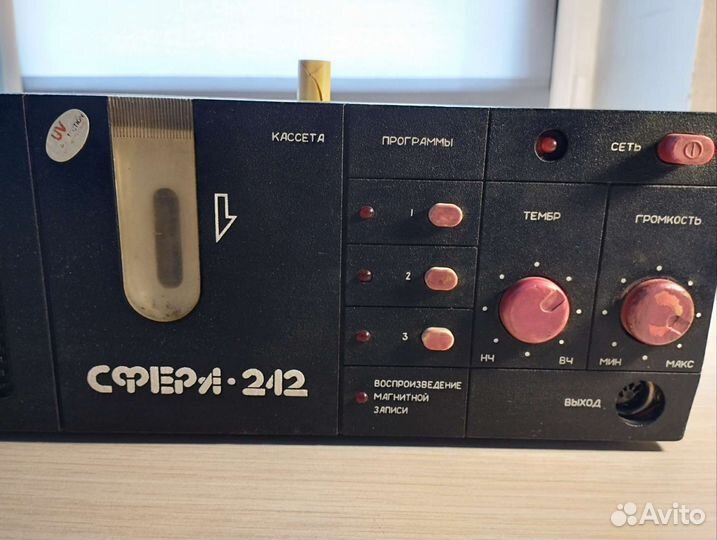 UV
КАССЕТА
ПРОГРАММЫ
СЕТЬ
1
2
3
ТЕМБР
НЧ ВЧ
ГРОМКОСТЬ
МИН МАКС
СФЕРА·242
ВОСПРОИЗВЕДЕНИЕ
МАГНИТНОЙ
ЗАПИСИ
ВЫХОД
Avito